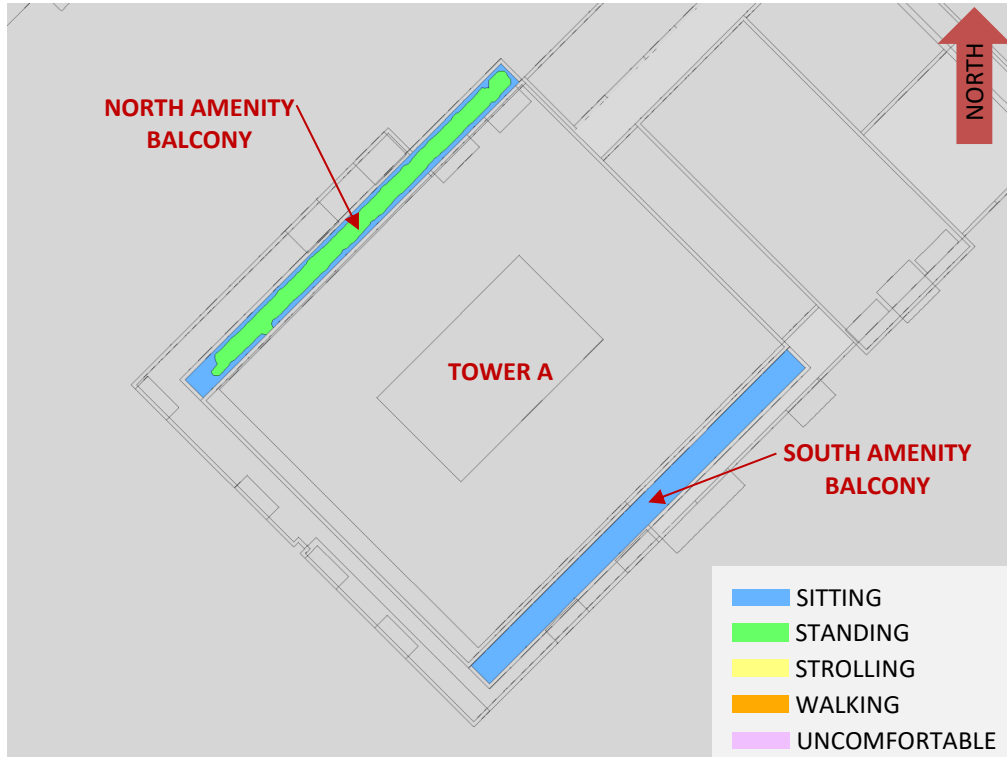 NORTH
NORTH AMENITY
BALCONY
TOWER A
SOUTH AMENITY
BALCONY
SITTING
STANDING
STROLLING
WALKING
UNCOMFORTABLE